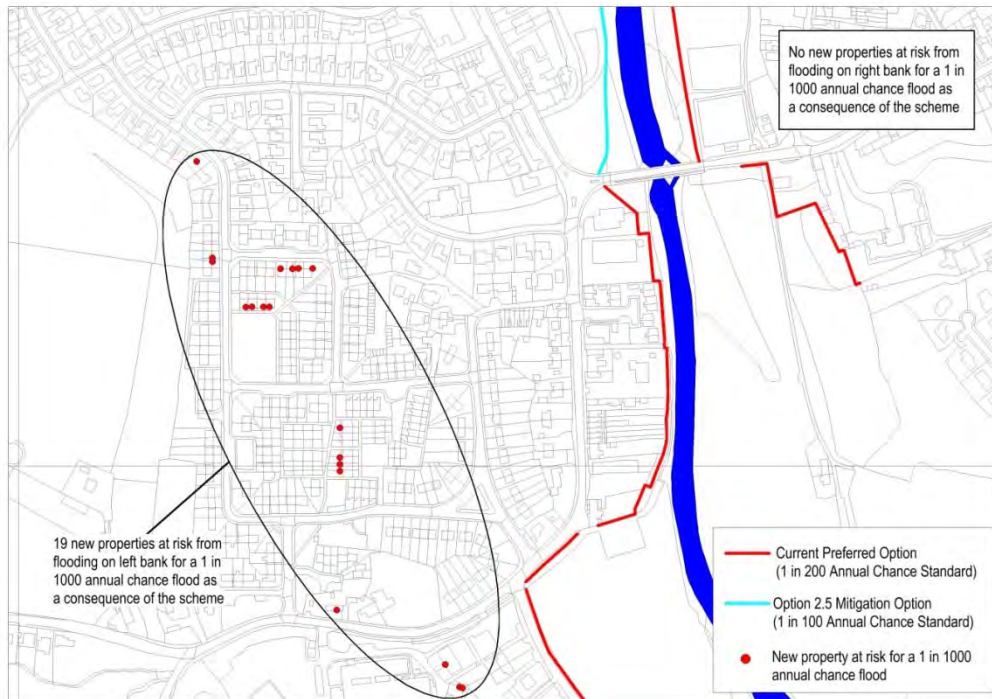 No new properties at risk from
flooding on right bank for a 1 in
1000 annual chance flood as
a consequence of the scheme
19 new properties at risk from
flooding on left bank for a 1 in
1000 annual chance flood as
a consequence of the scheme
Current Preferred Option
(1 in 200 Annual Chance Standard)
Option 2.5 Mitigation Option
(1 in 100 Annual Chance Standard)
New property at risk for a 1 in 1000
annual chance flood